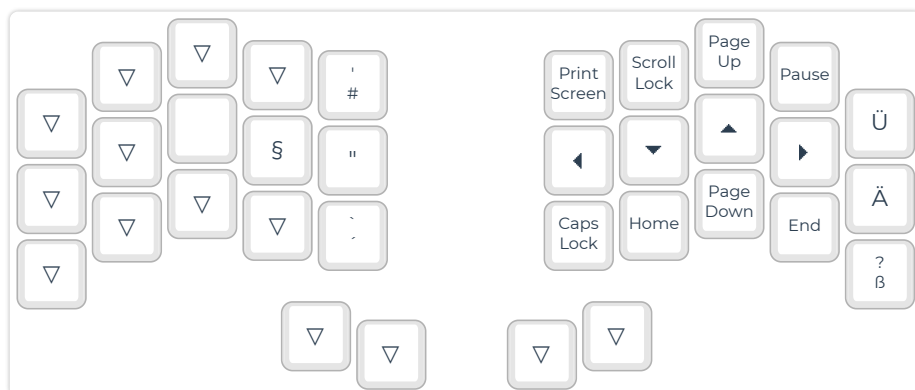 ▽ ▽ ▽ ▽ '
#
Print
Screen
Scroll
Lock
Page
Up
Pause
Ü
▽ ▽ § "
◀ ▼ ▲ ▶
Ä
▽ ▽ ▽ ▽ `
´
Caps
Lock
Home
Page
Down
End
?
ß
▽ ▽ ▽ ▽